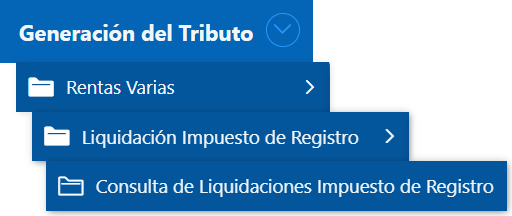 Generación del Tributo
Rentas Varias
Liquidación Impuesto de Registro
Consulta de Liquidaciones Impuesto de Registro